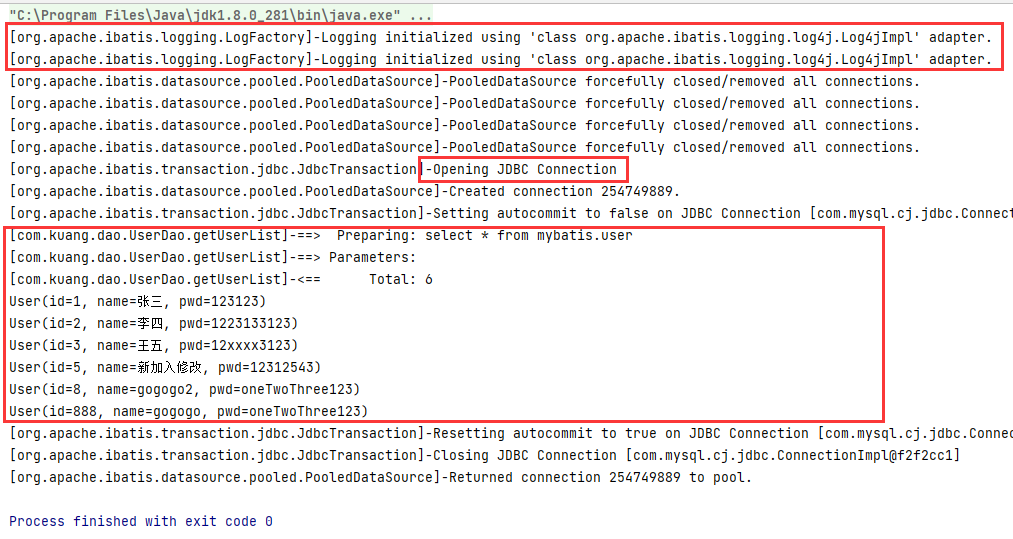 "C:\Program Files\Java\jdk1.8.0_281\bin\java.exe" ...
[org.apache.ibatis.logging.LogFactory]-Logging initialized using 'class org.apache.ibatis.logging.log4j.Log4jImpl' adapter.
[org.apache.ibatis.logging.LogFactory]-Logging initialized using 'class org.apache.ibatis.logging.log4j.Log4jImpl' adapter.
[org.apache.ibatis.datasource.pooled.PooledDataSource]-PooledDataSource forcefully closed/removed all connections.
[org.apache.ibatis.datasource.pooled.PooledDataSource]-PooledDataSource forcefully closed/removed all connections.
[org.apache.ibatis.datasource.pooled.PooledDataSource]-PooledDataSource forcefully closed/removed all connections.
[org.apache.ibatis.datasource.pooled.PooledDataSource]-PooledDataSource forcefully closed/removed all connections.
[org.apache.ibatis.transaction.jdbc.JdbcTransaction]-Opening JDBC Connection
[org.apache.ibatis.datasource.pooled.PooledDataSource]-Created connection 254749889.
[org.apache.ibatis.transaction.jdbc.JdbcTransaction]-Setting autocommit to false on JDBC Connection [com.mysql.cj.jdbc.Connect
[com.kuang.dao.UserDao.getUserList]-==>  Preparing: select * from mybatis.user
[com.kuang.dao.UserDao.getUserList]-==> Parameters:
[com.kuang.dao.UserDao.getUserList]-<==      Total: 6
User(id=1, name=张三, pwd=123123)
User(id=2, name=李四, pwd=1223133123)
User(id=3, name=王五, pwd=12xxxx3123)
User(id=5, name=新加入修改, pwd=12312543)
User(id=8, name=gogogo2, pwd=oneTwoThree123)
User(id=888, name=gogogo, pwd=oneTwoThree123)
[org.apache.ibatis.transaction.jdbc.JdbcTransaction]-Resetting autocommit to true on JDBC Connection [com.mysql.cj.jdbc.Connec
[org.apache.ibatis.transaction.jdbc.JdbcTransaction]-Closing JDBC Connection [com.mysql.cj.jdbc.ConnectionImpl@f2f2cc1]
[org.apache.ibatis.datasource.pooled.PooledDataSource]-Returned connection 254749889 to pool.
Process finished with exit code 0